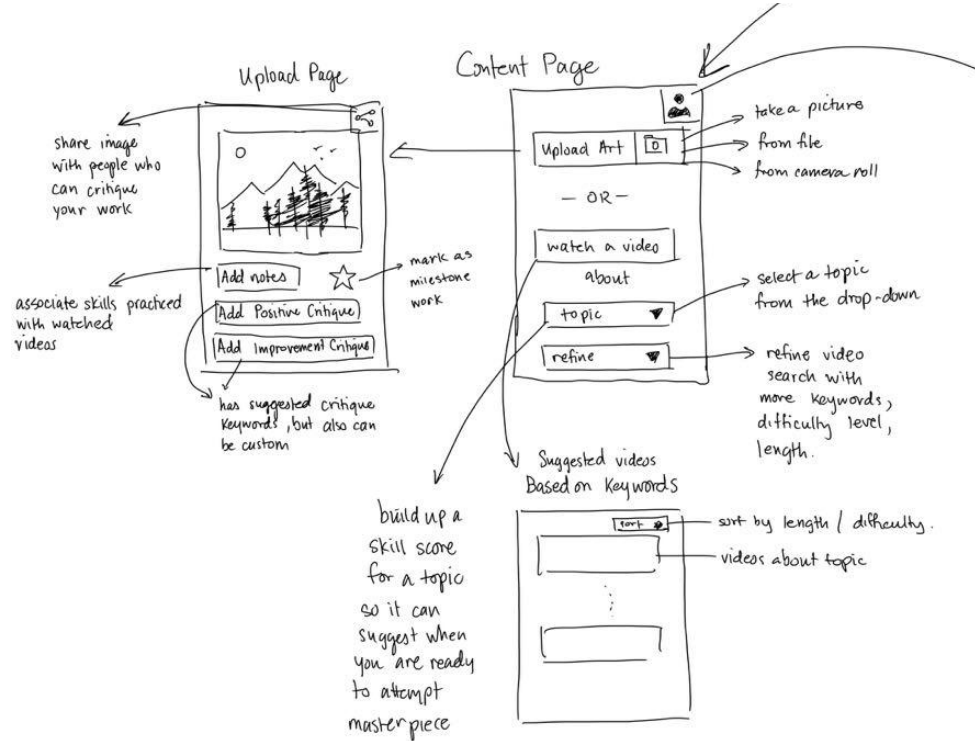 Upload Page
share image
with people who
can critique
your work
Add notes
mark as
milestone
work
associate skills practiced
with watched
videos
Add Positive Critique
Add Improvement Critique
has suggested critique
keywords, but also can
be custom
Content Page
Upload Art
take a picture
from file
from camera roll
- OR -
watch a video
about
topic
select a topic
from the drop-down
refine
refine video
search with
more keywords,
difficulty level,
length.
build up a
skill score
for a topic
so it can
suggest when
you are ready
to attempt
masterpiece
Suggested videos
Based on Keywords
sort
sort by length / difficulty.
videos about topic